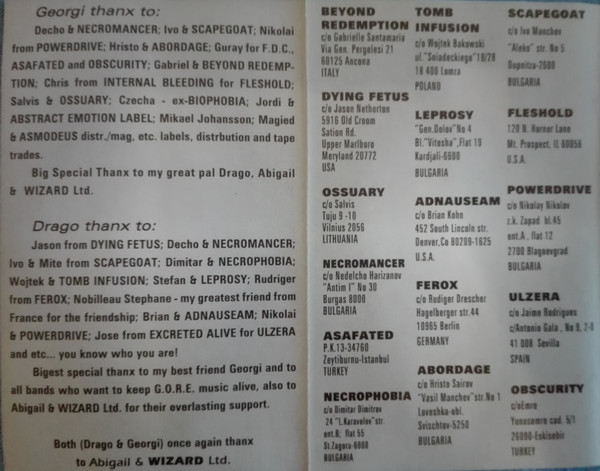 Georgi thanx to:
Decho & NECROMANCER; Ivo & SCAPEGOAT; Nikolai
from POWERDRIVE; Hristo & ABORDAGE; Guray for F.D.C.,
ASAFATED and OBSCURITY; Gabriel & BEYOND REDEMP-
TION; Chris from INTERNAL BLEEDING for FLESHOLD;
Salvis & OSSUARY; Czecha - ex-BIOPHOBIA; Jordi &
ABSTRACT EMOTION LABEL; Mikael Johansson; Magied
& ASMODEUS distr./mag, etc. labels, distrbution and tape
trades.
Big Special Thanx to my great pal Drago, Abigail
& WIZARD Ltd.
Drago thanx to:
Jason from DYING FETUS; Decho & NECROMANCER;
Ivo & Mite from SCAPEGOAT; Dimitar & NECROPHOBIA;
Wojtek & TOMB INFUSION; Stefan & LEPROSY; Rudriger
from FEROX; Nobilleau Stephane - my greatest friend from
France for the friendship; Brian & ADNAUSEAM; Nikolai
& POWERDRIVE; Jose from EXCRETED ALIVE for ULZERA
and etc... you know who you are!
Bigest special thanx to my best friend Georgi and to
all bands who want to keep G.O.R.E. music alive, also to
Abigail & WIZARD Ltd. for their everlasting support.
Both (Drago & Georgi) once again thanx
to Abigail & WIZARD Ltd.
BEYOND
REDEMPTION
c/o Gabrielle Santamaria
Via Gen. Pergolesi 21
60125 Ancona
ITALY
DYING FETUS
c/o Jason Netherton
5916 Old Croom
Sation Rd.
Upper Marlboro
Meryland 20772
USA
OSSUARY
c/o Salvis
Tuju 9 -10
Vilnius 2056
LITHUANIA
NECROMANCER
c/o Nedelcho Harizanov
"Antim I" No 30
Burgas 8000
BULGARIA
ASAFATED
P.K.13-34760
Zeytiburnu-Istanbul
TURKEY
NECROPHOBIA
c/o Dimitar Dimitrov
24 "L.Karavelov"str.
ent.B; flat 55
St.Zagora-6000
BULGARIA
TOMB
INFUSION
c/o Wojtek Bukowski
ul."Sniadeckiego"18/28
18 400 Lomza
POLAND
LEPROSY
"Gen.Delov"No 4
Bl."Vitosha",Flat 19
Kardjali-6600
BULGARIA
ADNAUSEAM
c/o Brian Kohn
452 South Lincoln str.
Denver,Co 80209-1625
U.S.A.
FEROX
c/o Rudiger Drescher
Hagelberger str.44
10965 Berlin
GERMANY
ABORDAGE
c/o Hristo Sairov
"Vasil Manchev"str.No 1
Loveshka-obl.
Svischtov-5250
BULGARIA
SCAPEGOAT
c/o Ivo Manchev
"Aleko" str. No 5
Dupnitza-2600
BULGARIA
FLESHOLD
120 N. Horner Lane
Mt. Prospect, IL 60056
U.S.A.
POWERDRIVE
c/o Nikolay Nikolov
z.k. Zapad bl.45
ent.A , flat 12
2700 Blagoevgrad
BULGARIA
ULZERA
c/o Jaime Rodrigues
c/Antonio Gala , No 9,
41 008 Sevilla
SPAIN
OBSCURITY
c/oEmre
cad. 5/1
26090-Eskisehir
TURKEY